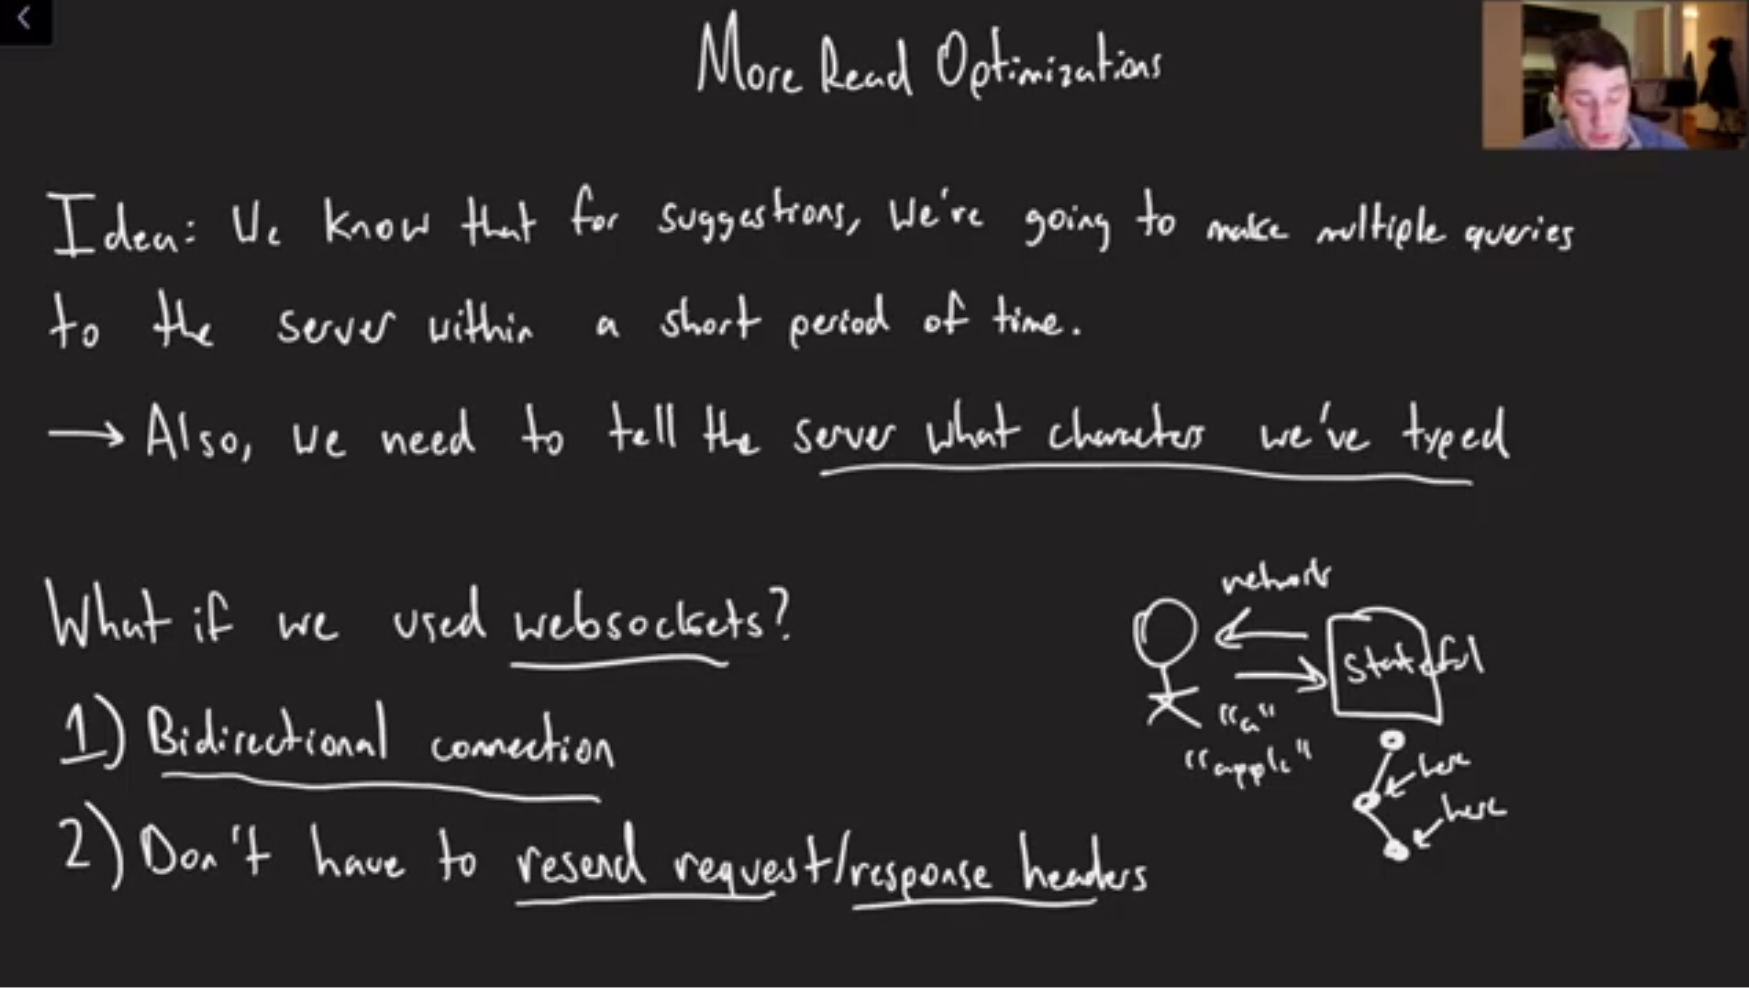 More Read Optimizations
Idea: We know that for suggestions, we're going to make multiple queries
to the server within a short period of time.
→ Also, we need to tell the server what characters we've typed
What if we used websockets?
1) Bidirectional connection
2) Don't have to resend request/response headers
network
Stateful
"a"
"apple"
here
here